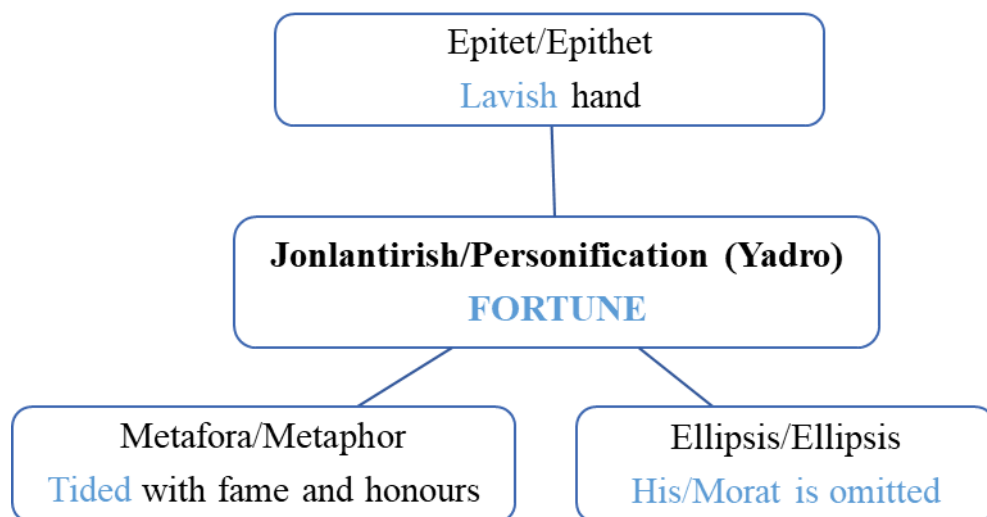 Epitet/Epithet
Lavish hand
Jonlantirish/Personification (Yadro)
FORTUNE
Metafora/Metaphor
Tided with fame and honours
Ellipsis/Ellipsis
His/Morat is omitted